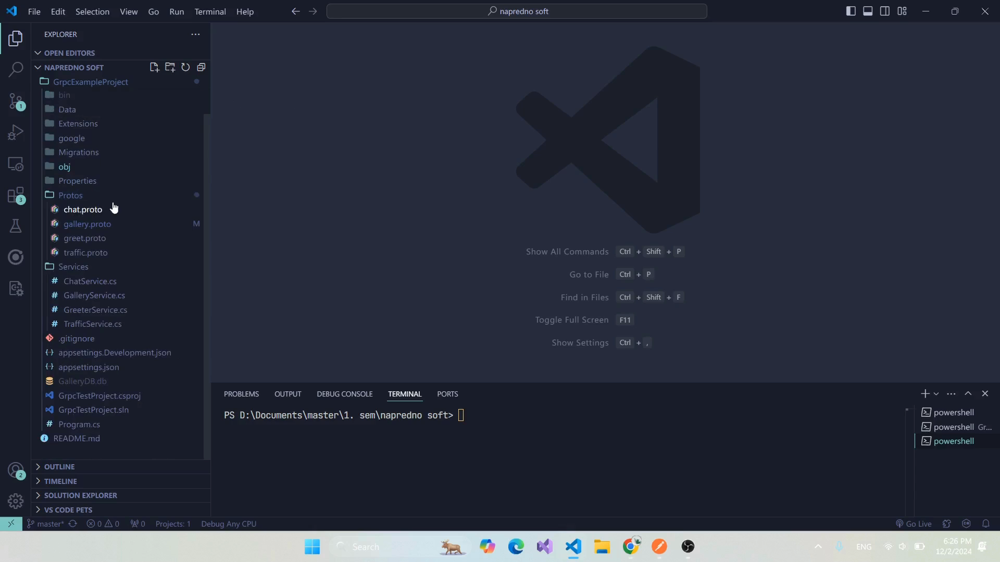 File Edit Selection View Go Run Terminal Help
napredno soft
EXPLORER
OPEN EDITORS
NAPREDNO SOFT
GrpcExampleProject
bin
Data
Extensions
google
Migrations
obj
Properties
Protos
chat.proto
gallery.proto M
greet.proto
traffic.proto
Services
ChatService.cs
GalleryService.cs
GreeterService.cs
TrafficService.cs
.gitignore
appsettings.Development.json
appsettings.json
GalleryDB.db
GrpcTestProject.csproj
GrpcTestProject.sln
Program.cs
README.md
OUTLINE
TIMELINE
SOLUTION EXPLORER
VS CODE PETS
1
3
2
Show All Commands Ctrl + Shift + P
Go to File Ctrl + P
Find in Files Ctrl + Shift + F
Toggle Full Screen F11
Show Settings Ctrl + ,
PROBLEMS OUTPUT DEBUG CONSOLE TERMINAL PORTS
PS D:\Documents\master\1. sem\napredno soft>
powershell
powershell Gr...
powershell
master* 0 0 0 Projects: 1 Debug Any CPU
Go Live
Search
ENG
6:26 PM
12/2/2024